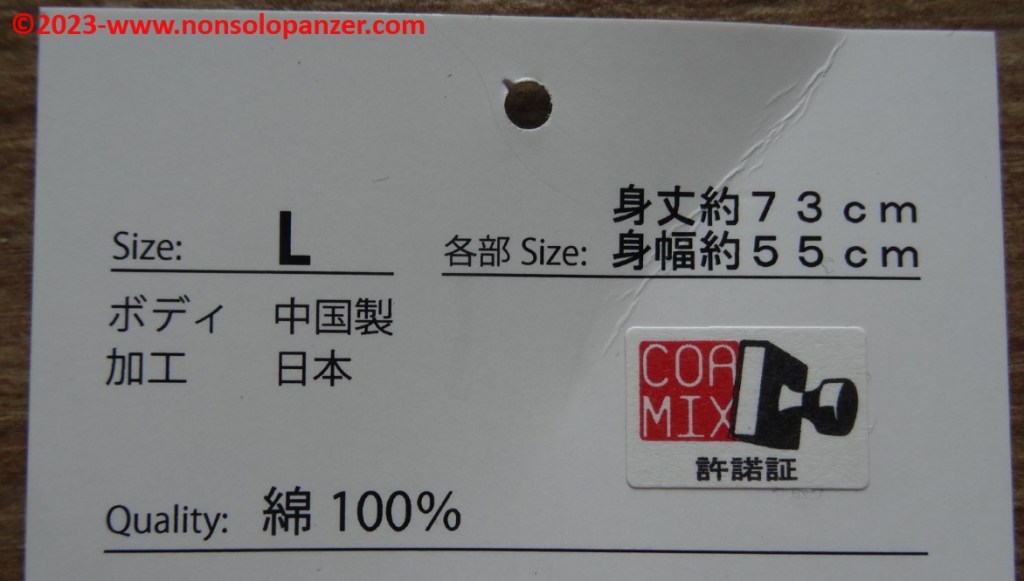 ©2023-www.nonsolopanzer.com
身丈約７３ｃｍ
Size: L 各部 Size: 身幅約５５ｃｍ
ボディ 中国製
加工 日本
COA
MIX
許諾証
Quality: 綿 100%